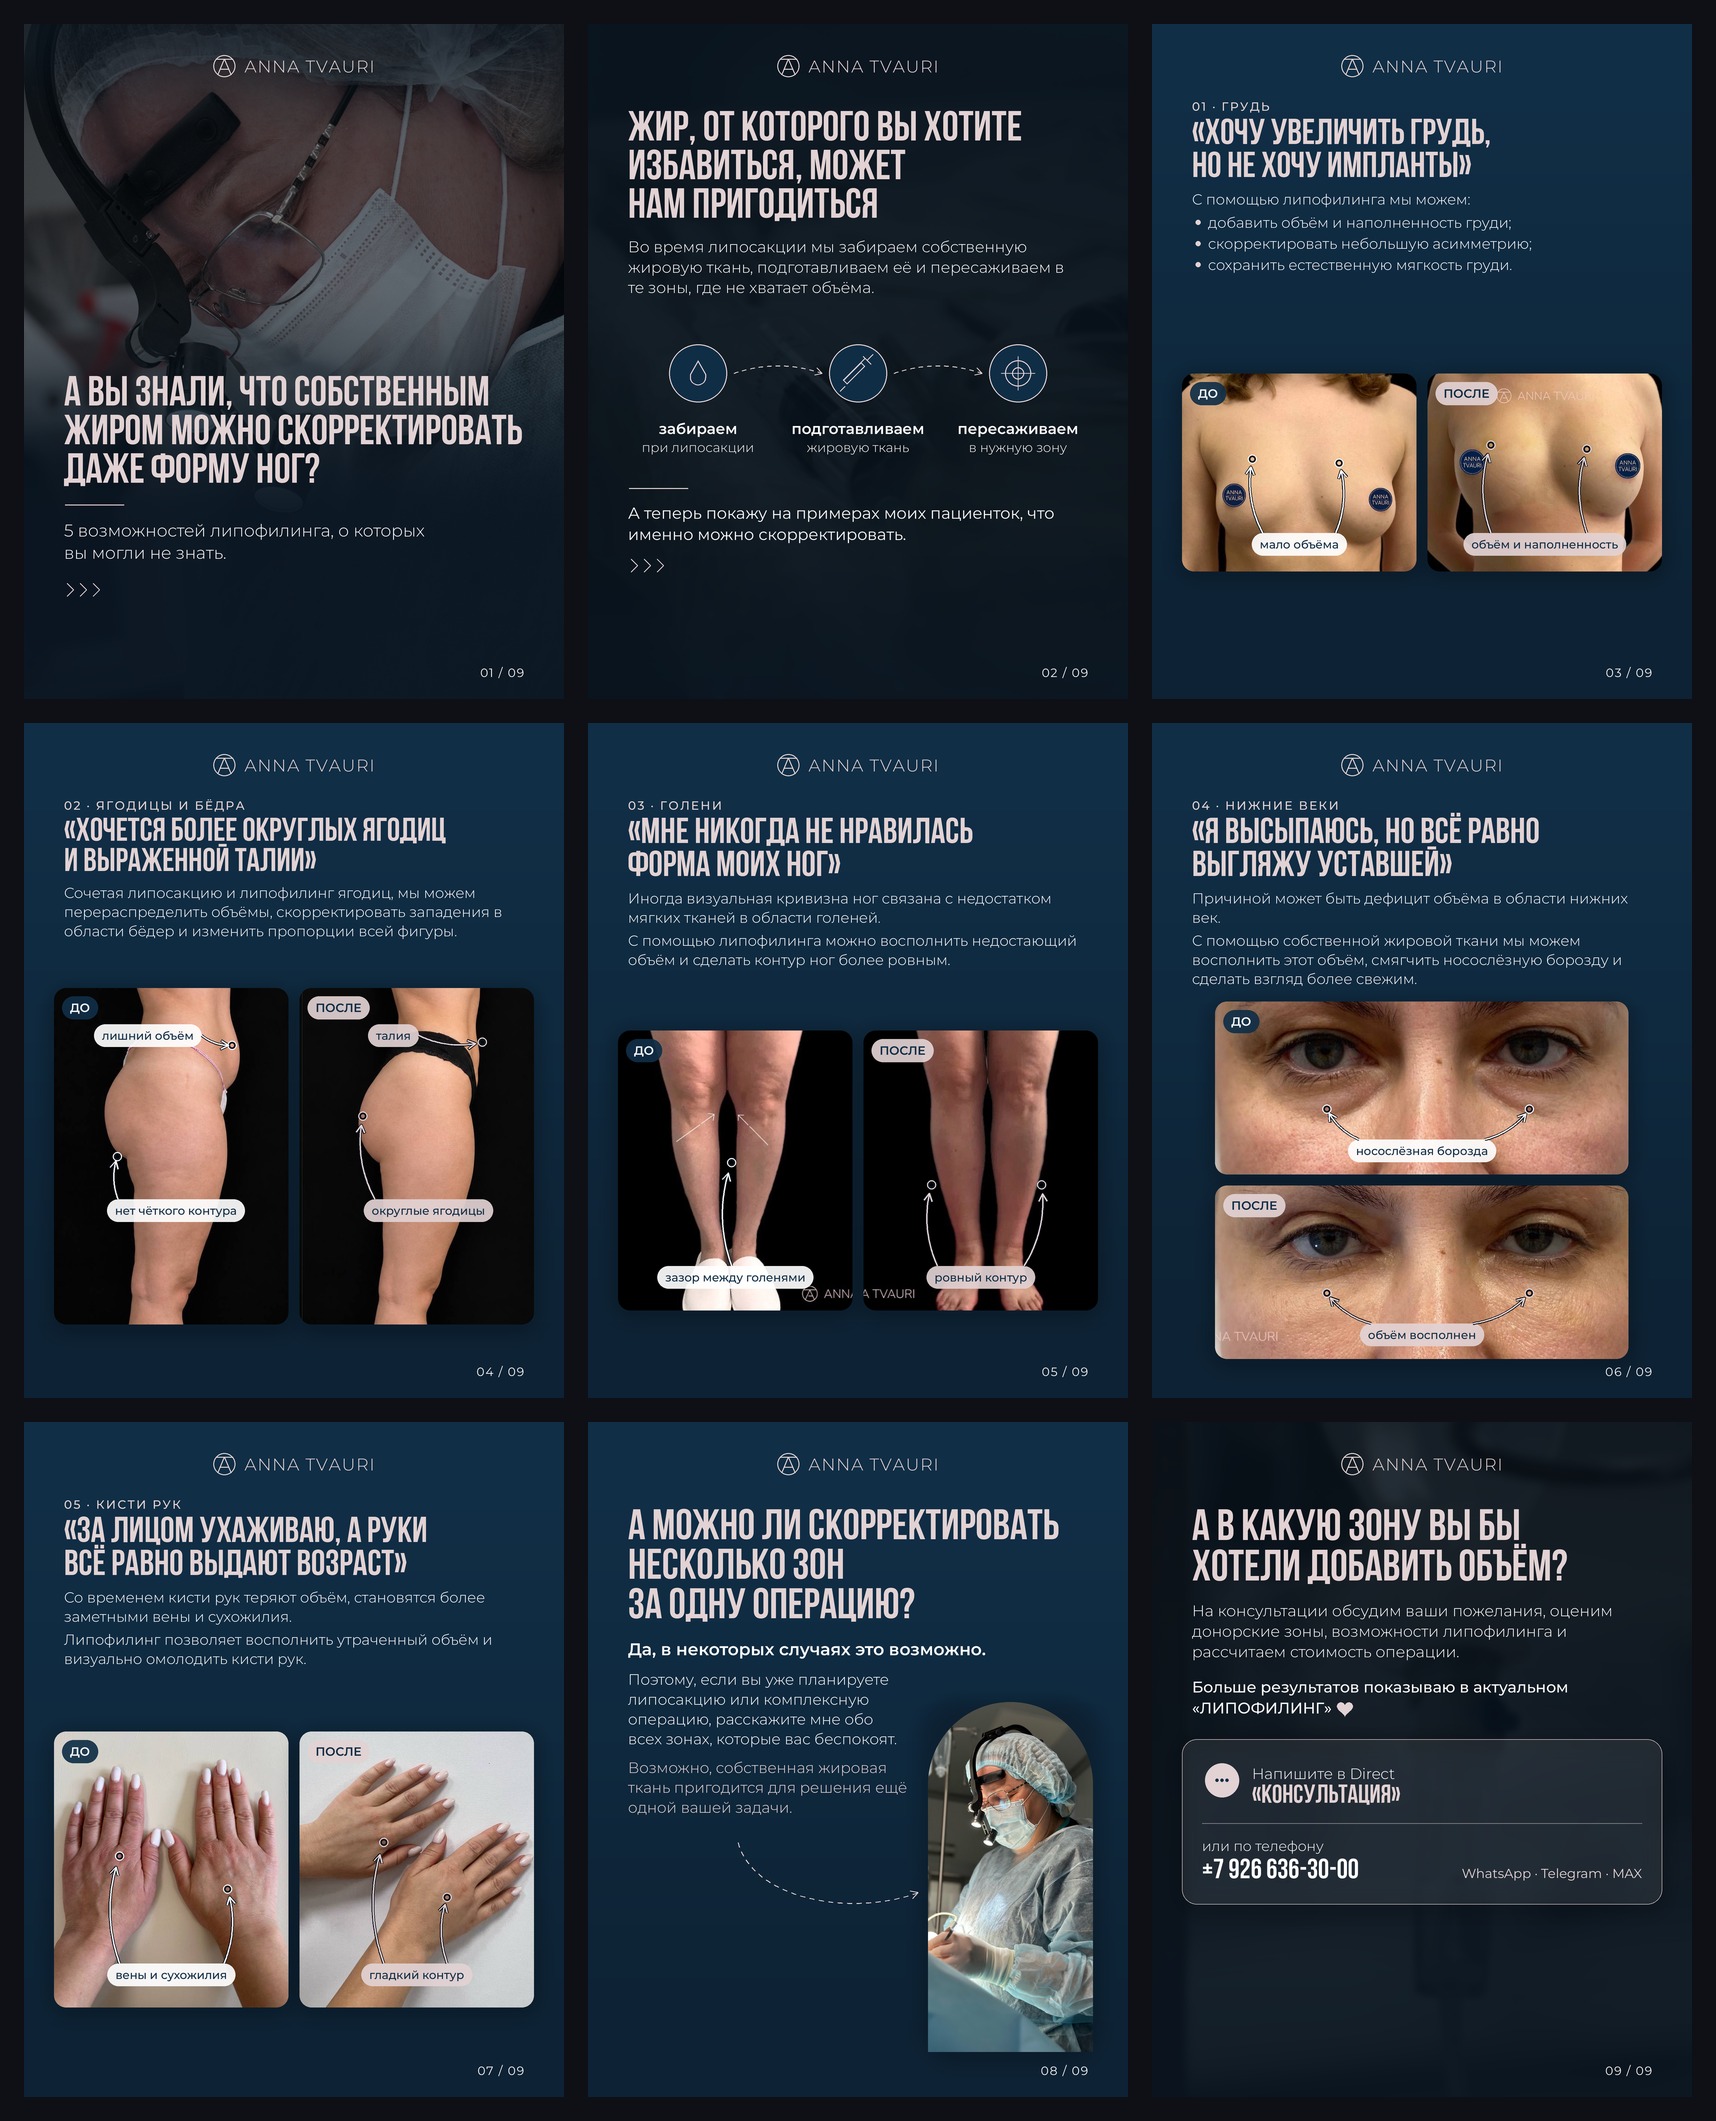 ANNA TVAURI
А ВЫ ЗНАЛИ, ЧТО СОБСТВЕННЫМ
ЖИРОМ МОЖНО СКОРРЕКТИРОВАТЬ
ДАЖЕ ФОРМУ НОГ?
5 возможностей липофилинга, о которых
вы могли не знать.
01 / 09
ANNA TVAURI
ЖИР, ОТ КОТОРОГО ВЫ ХОТИТЕ
ИЗБАВИТЬСЯ, МОЖЕТ
НАМ ПРИГОДИТЬСЯ
Во время липосакции мы забираем собственную
жировую ткань, подготавливаем её и пересаживаем в
те зоны, где не хватает объёма.
забираем
при липосакции
подготавливаем
жировую ткань
пересаживаем
в нужную зону
А теперь покажу на примерах моих пациенток, что
именно можно скорректировать.
02 / 09
ANNA TVAURI
01 · ГРУДЬ
«ХОЧУ УВЕЛИЧИТЬ ГРУДЬ,
НО НЕ ХОЧУ ИМПЛАНТЫ»
С помощью липофилинга мы можем:
• добавить объём и наполненность груди;
• скорректировать небольшую асимметрию;
• сохранить естественную мягкость груди.
ДО
ANNA
TVAURI
ANNA
TVAURI
мало объёма
ПОСЛЕ
ANNA TVAU
ANNA
TVAURI
ANNA
TVAURI
объём и наполненность
03 / 09
ANNA TVAURI
02 · ЯГОДИЦЫ И БЁДРА
«ХОЧЕТСЯ БОЛЕЕ ОКРУГЛЫХ ЯГОДИЦ
И ВЫРАЖЕННОЙ ТАЛИИ»
Сочетая липосакцию и липофилинг ягодиц, мы можем
перераспределить объёмы, скорректировать западения в
области бёдер и изменить пропорции всей фигуры.
ДО
лишний объём
нет чёткого контура
ПОСЛЕ
талия
округлые ягодицы
04 / 09
ANNA TVAURI
03 · ГОЛЕНИ
«МНЕ НИКОГДА НЕ НРАВИЛАСЬ
ФОРМА МОИХ НОГ»
Иногда визуальная кривизна ног связана с недостатком
мягких тканей в области голеней.
С помощью липофилинга можно восполнить недостающий
объём и сделать контур ног более ровным.
ДО
зазор между голенями
ANNA
ПОСЛЕ
ровный контур
A TVAURI
05 / 09
ANNA TVAURI
04 · НИЖНИЕ ВЕКИ
«Я ВЫСЫПАЮСЬ, НО ВСЁ РАВНО
ВЫГЛЯЖУ УСТАВШЕЙ»
Причиной может быть дефицит объёма в области нижних
век.
С помощью собственной жировой ткани мы можем
восполнить этот объём, смягчить носослёзную борозду и
сделать взгляд более свежим.
ДО
носослёзная борозда
ПОСЛЕ
объём восполнен
NA TVAURI
06 / 09
ANNA TVAURI
05 · КИСТИ РУК
«ЗА ЛИЦОМ УХАЖИВАЮ, А РУКИ
ВСЁ РАВНО ВЫДАЮТ ВОЗРАСТ»
Со временем кисти рук теряют объём, становятся более
заметными вены и сухожилия.
Липофилинг позволяет восполнить утраченный объём и
визуально омолодить кисти рук.
ДО
вены и сухожилия
ПОСЛЕ
гладкий контур
07 / 09
ANNA TVAURI
А МОЖНО ЛИ СКОРРЕКТИРОВАТЬ
НЕСКОЛЬКО ЗОН
ЗА ОДНУ ОПЕРАЦИЮ?
Да, в некоторых случаях это возможно.
Поэтому, если вы уже планируете
липосакцию или комплексную
операцию, расскажите мне обо
всех зонах, которые вас беспокоят.
Возможно, собственная жировая
ткань пригодится для решения ещё
одной вашей задачи.
08 / 09
ANNA TVAURI
А В КАКУЮ ЗОНУ ВЫ БЫ
ХОТЕЛИ ДОБАВИТЬ ОБЪЁМ?
На консультации обсудим ваши пожелания, оценим
донорские зоны, возможности липофилинга и
рассчитаем стоимость операции.
Больше результатов показываю в актуальном
«ЛИПОФИЛИНГ»
Напишите в Direct
«КОНСУЛЬТАЦИЯ»
или по телефону
+7 926 636-30-00
WhatsApp · Telegram · MAX
09 / 09